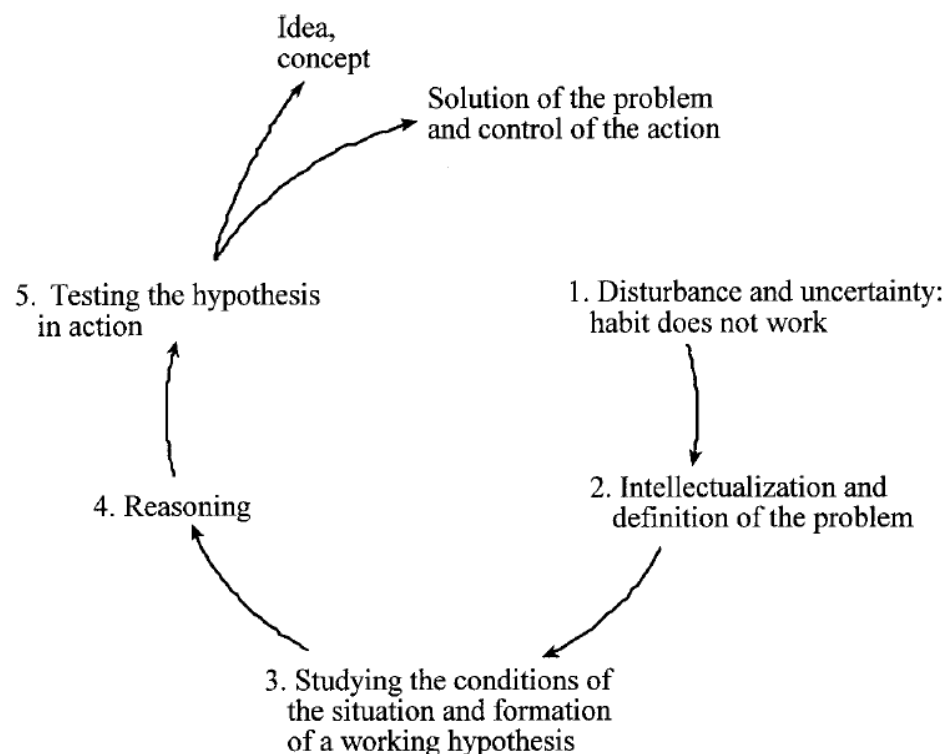 Idea,
concept
Solution of the problem
and control of the action
5. Testing the hypothesis
in action
1. Disturbance and uncertainty:
habit does not work
4. Reasoning
2. Intellectualization and
definition of the problem
3. Studying the conditions of
the situation and formation
of a working hypothesis